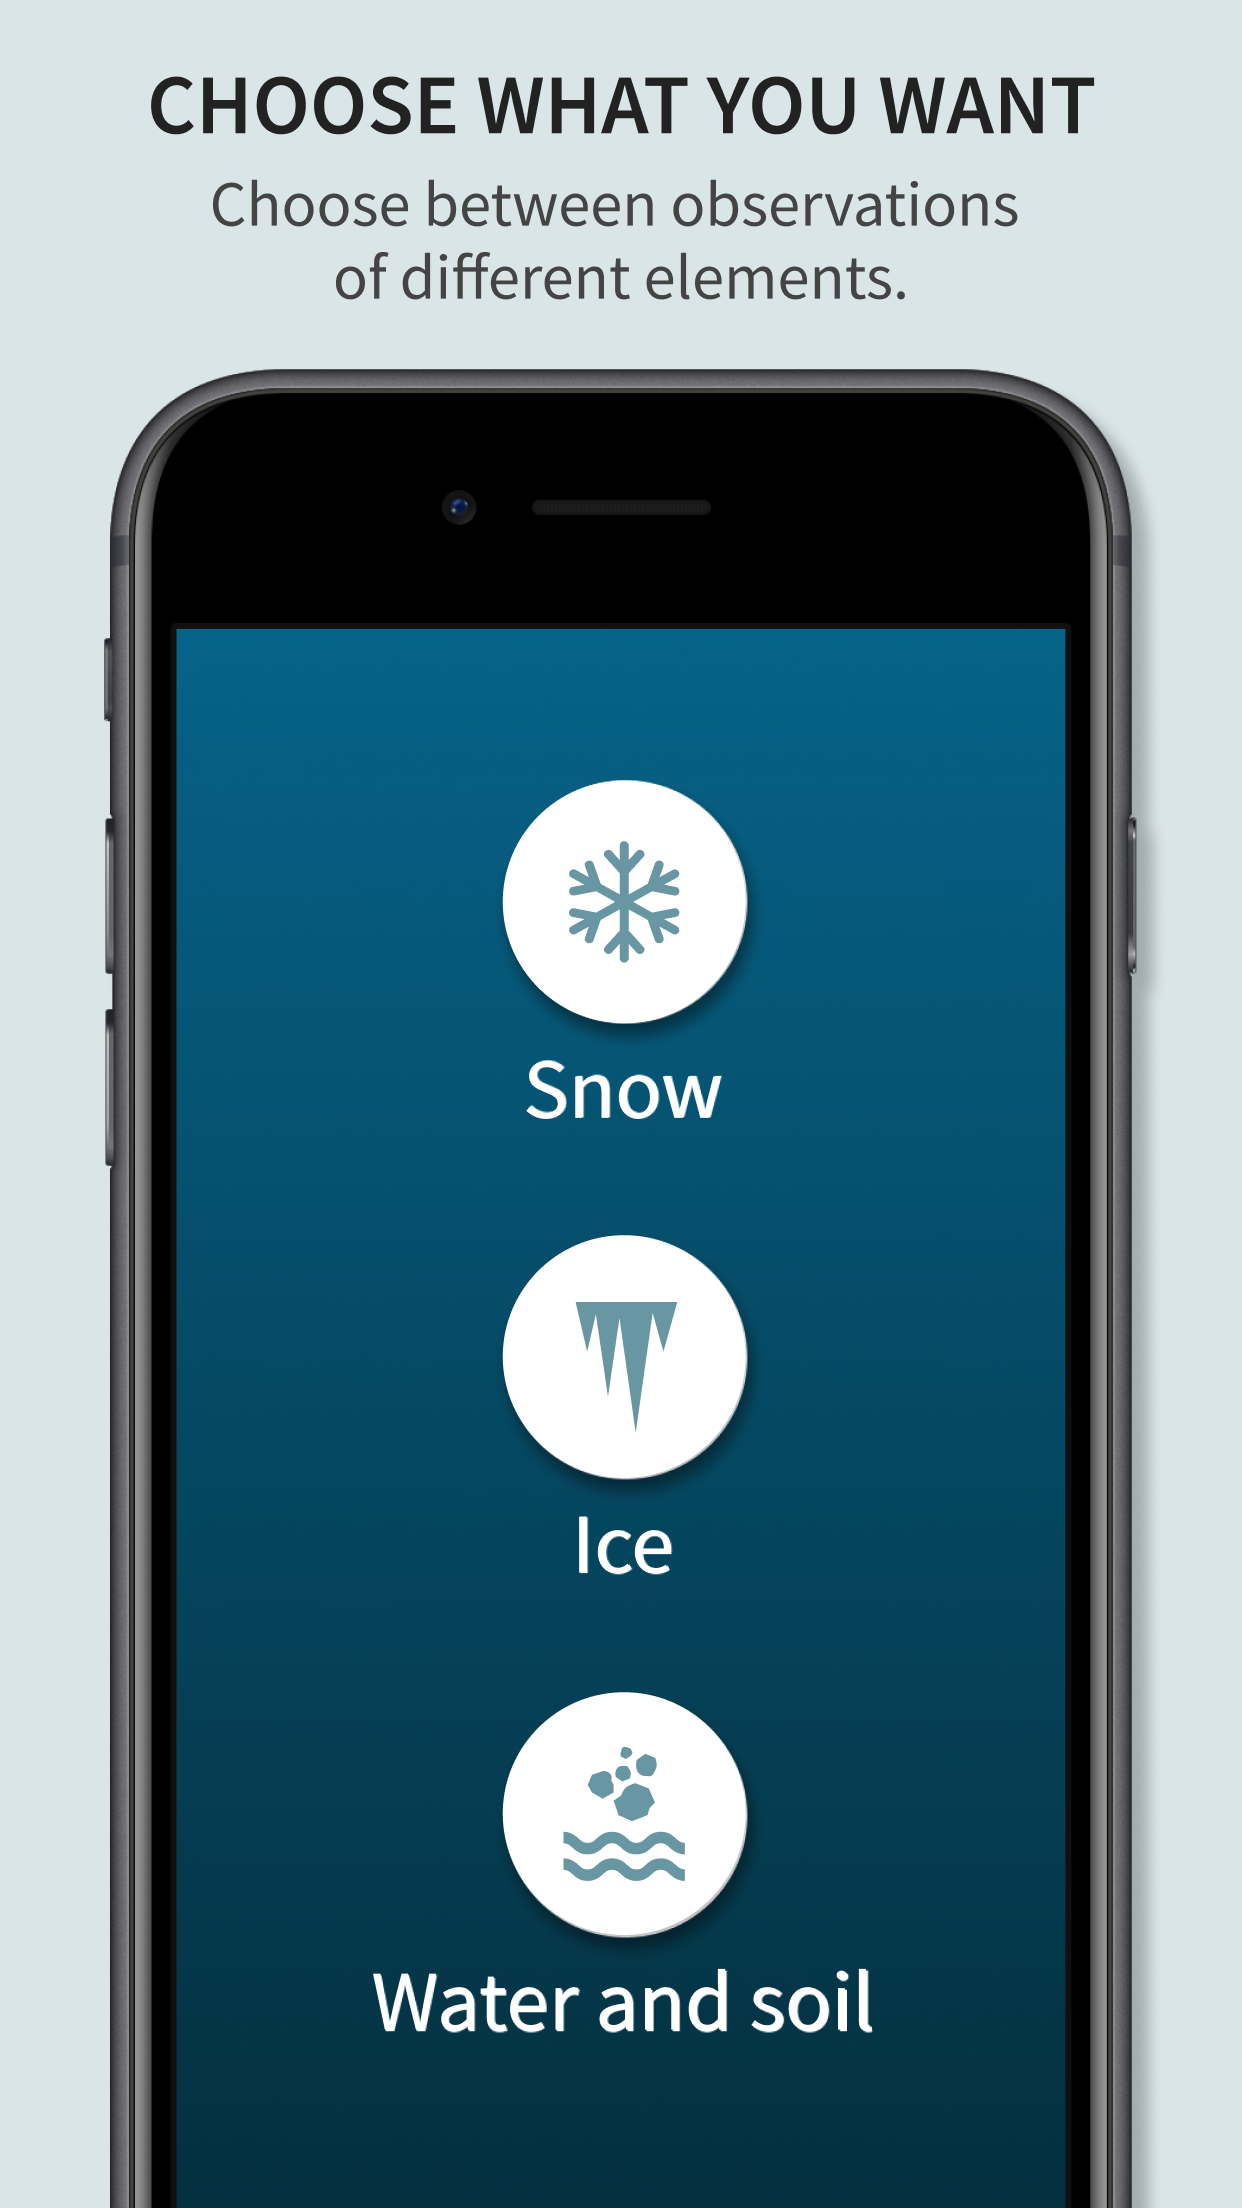 CHOOSE WHAT YOU WANT
Choose between observations
of different elements.
Snow
Ice
Water and soil